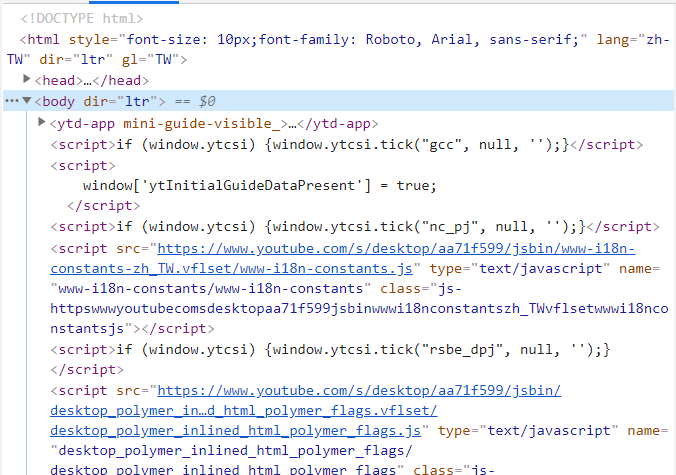 <!DOCTYPE html>
<html style="font-size: 10px;font-family: Roboto, Arial, sans-serif;" lang="zh-
TW" dir="ltr" gl="TW">
<head>…</head>
<body dir="ltr"> == $0
<ytd-app mini-guide-visible_>…</ytd-app>
<script>if (window.ytcsi) {window.ytcsi.tick("gcc", null, '');}</script>
<script>
window['ytInitialGuideDataPresent'] = true;
</script>
<script>if (window.ytcsi) {window.ytcsi.tick("nc_pj", null, '');}</script>
<script src="https://www.youtube.com/s/desktop/aa71f599/jsbin/www-i18n-
constants-zh_TW.vflset/www-i18n-constants.js" type="text/javascript" name=
"www-i18n-constants/www-i18n-constants" class="js-
httpswwwyoutubecomsdesktopaa71f599jsbinwwwi18nconstantszh_TWvflsetwwwi18nco
nstantsjs"></script>
<script>if (window.ytcsi) {window.ytcsi.tick("rsbe_dpj", null, '');}
</script>
<script src="https://www.youtube.com/s/desktop/aa71f599/jsbin/
desktop_polymer_in…d_html_polymer_flags.vflset/
desktop_polymer_inlined_html_polymer_flags.js" type="text/javascript" name=
"desktop_polymer_inlined_html_polymer_flags/
desktop_polymer_inlined_html_polymer_flags" class="js-